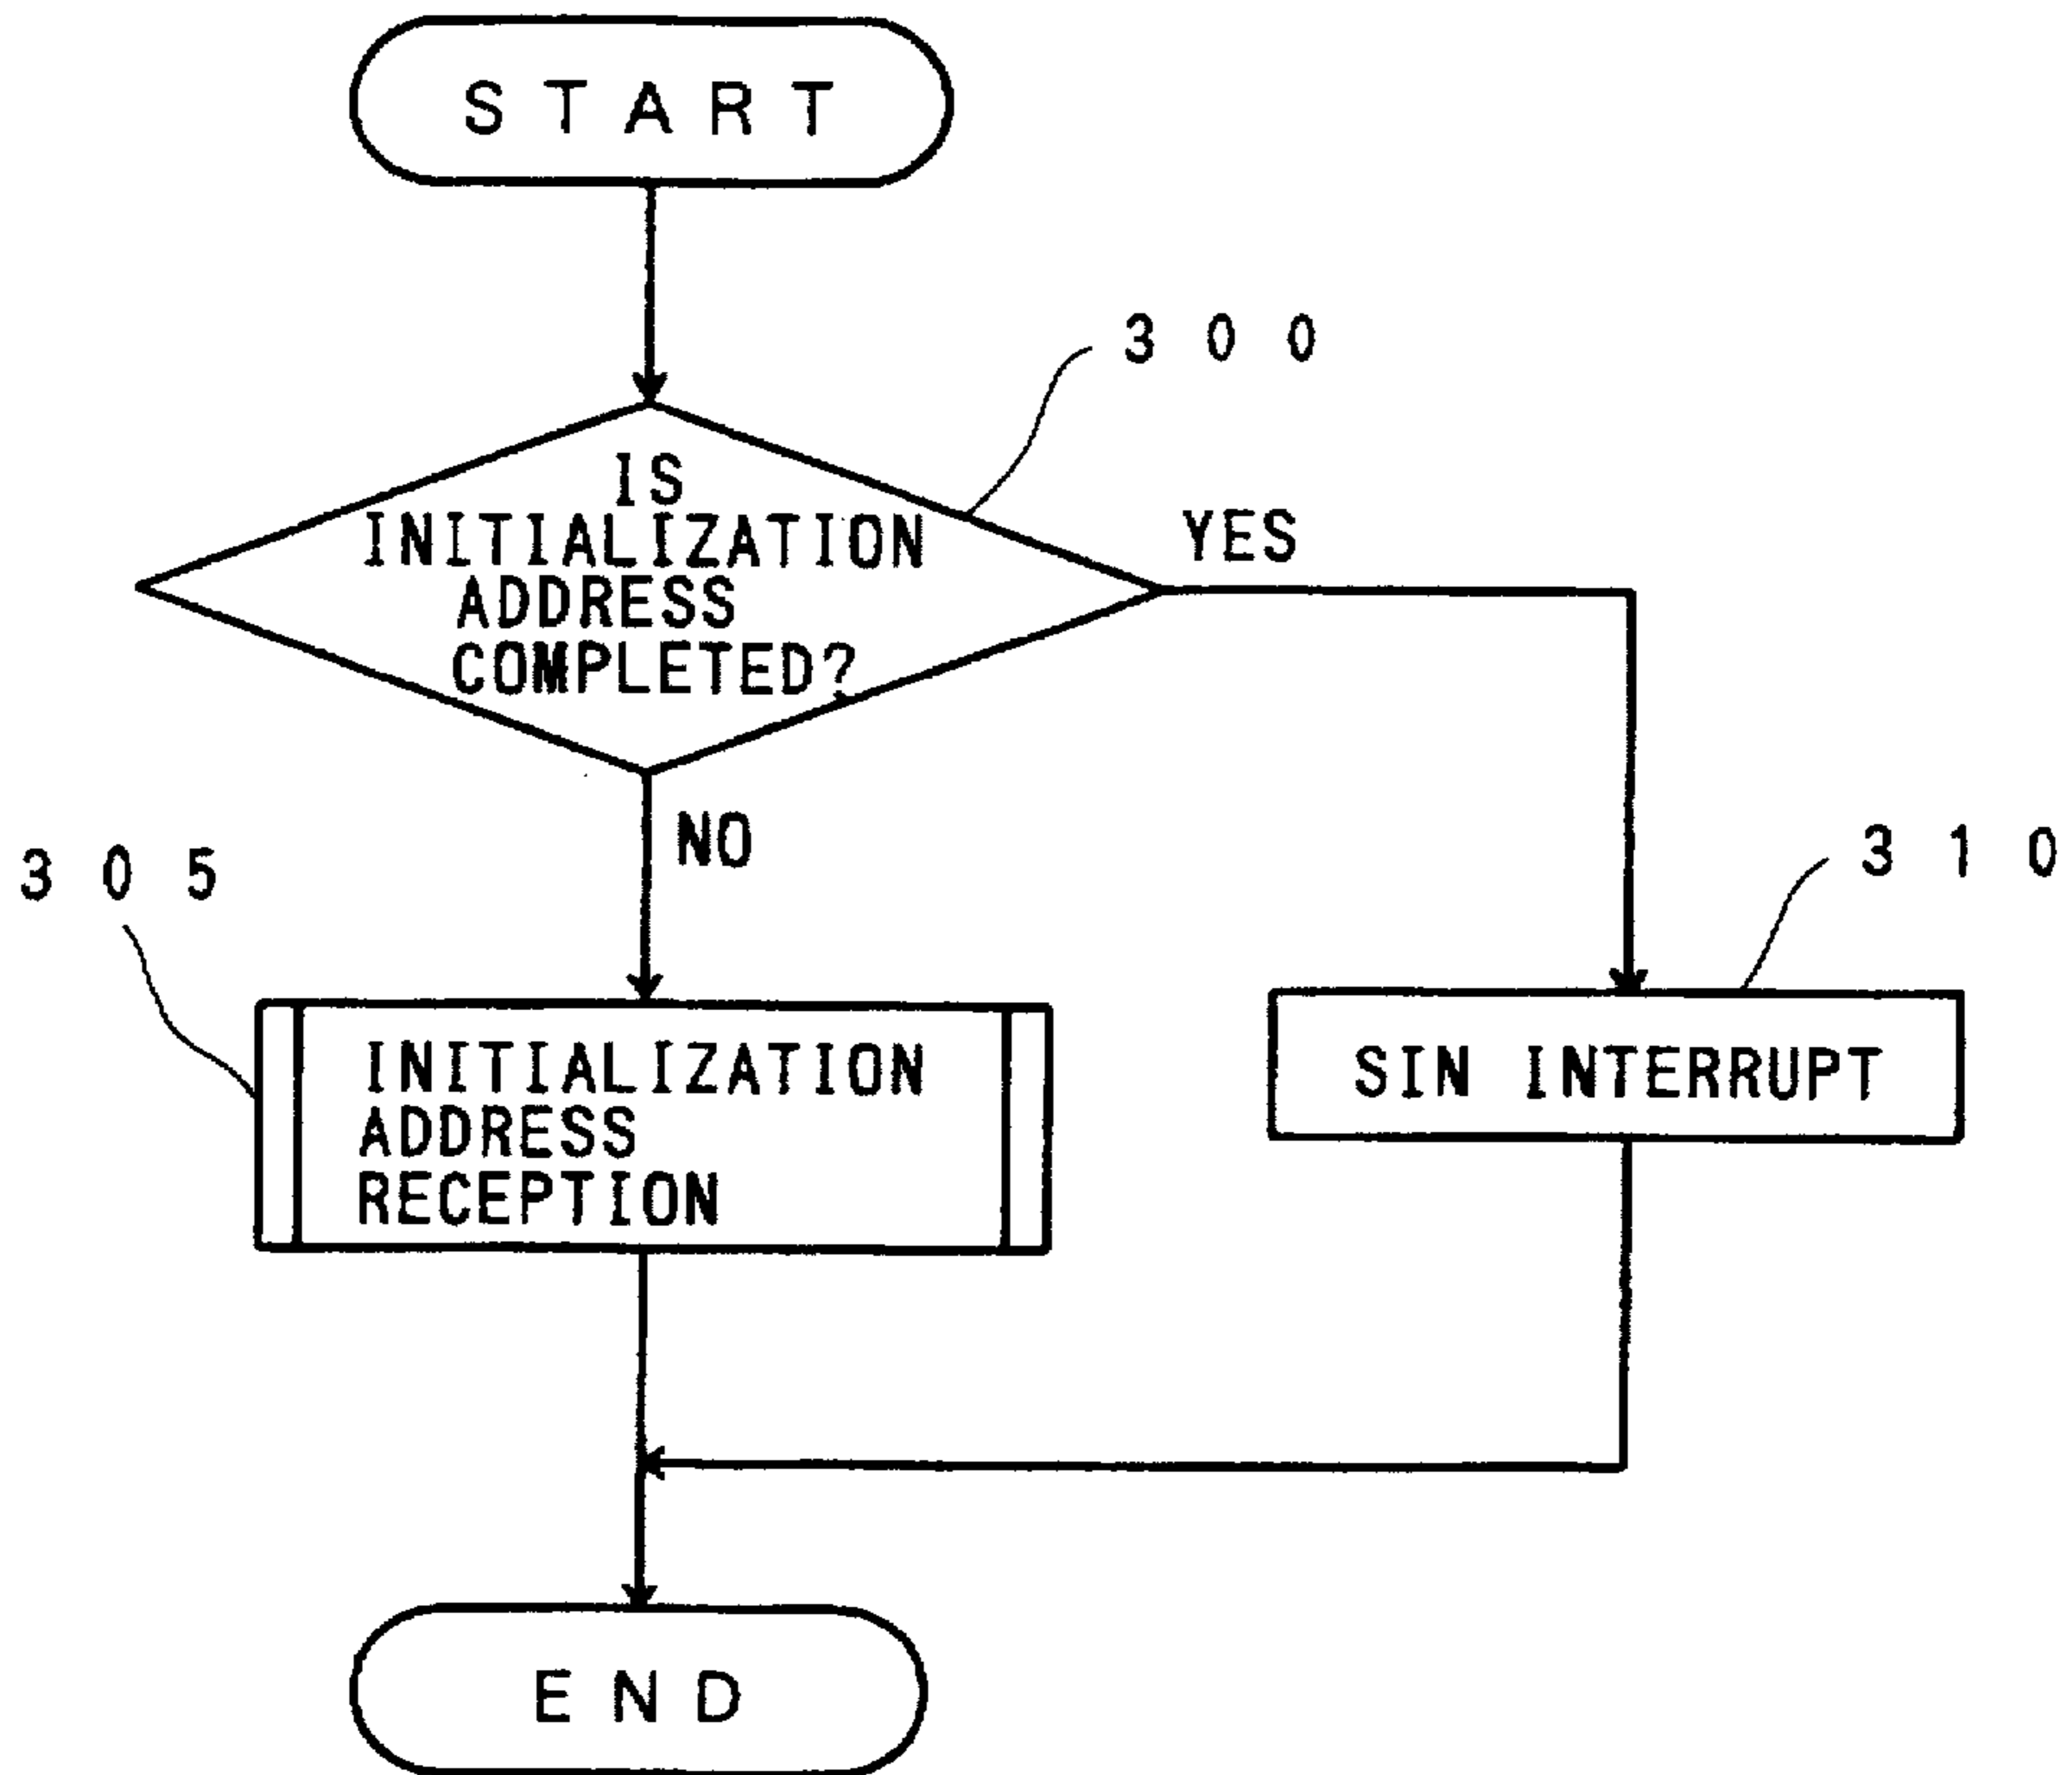 START
300
IS
INITIALIZATION
ADDRESS
COMPLETED?
YES
NO
305
310
INITIALIZATION
ADDRESS
RECEPTION
SIN INTERRUPT
END